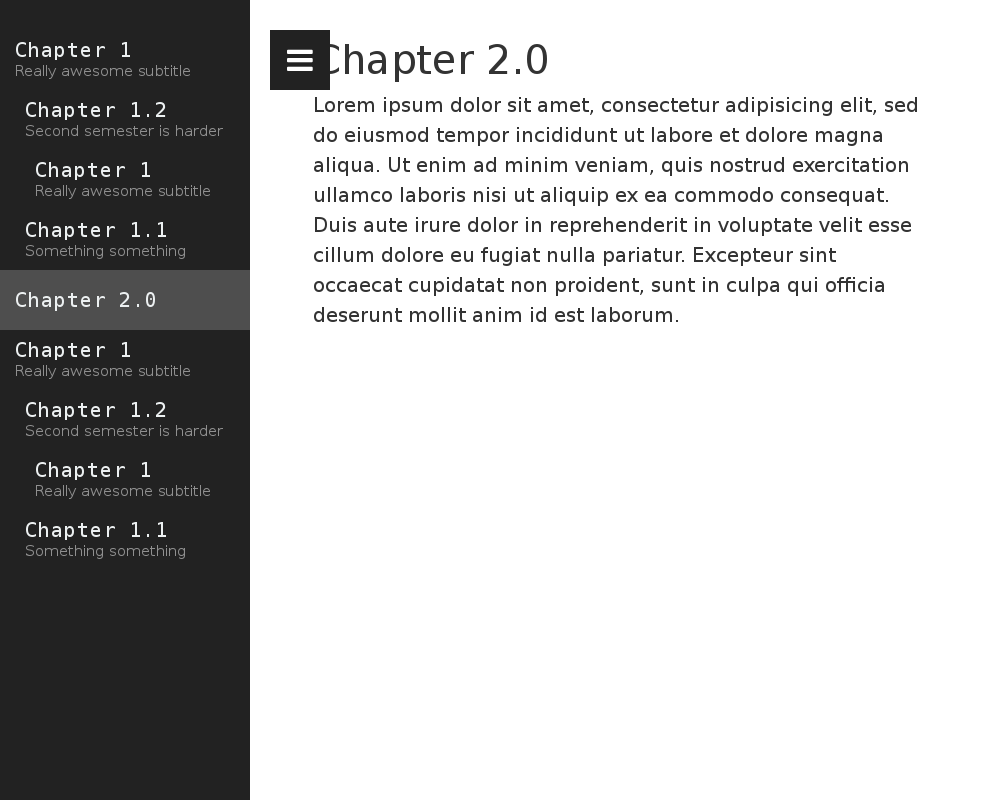 Chapter 1
Really awesome subtitle
Chapter 1.2
Second semester is harder
Chapter 1
Really awesome subtitle
Chapter 1.1
Something something
Chapter 2.0
Chapter 1
Really awesome subtitle
Chapter 1.2
Second semester is harder
Chapter 1
Really awesome subtitle
Chapter 1.1
Something something
Chapter 2.0
Lorem ipsum dolor sit amet, consectetur adipisicing elit, sed
do eiusmod tempor incididunt ut labore et dolore magna
aliqua. Ut enim ad minim veniam, quis nostrud exercitation
ullamco laboris nisi ut aliquip ex ea commodo consequat.
Duis aute irure dolor in reprehenderit in voluptate velit esse
cillum dolore eu fugiat nulla pariatur. Excepteur sint
occaecat cupidatat non proident, sunt in culpa qui officia
deserunt mollit anim id est laborum.